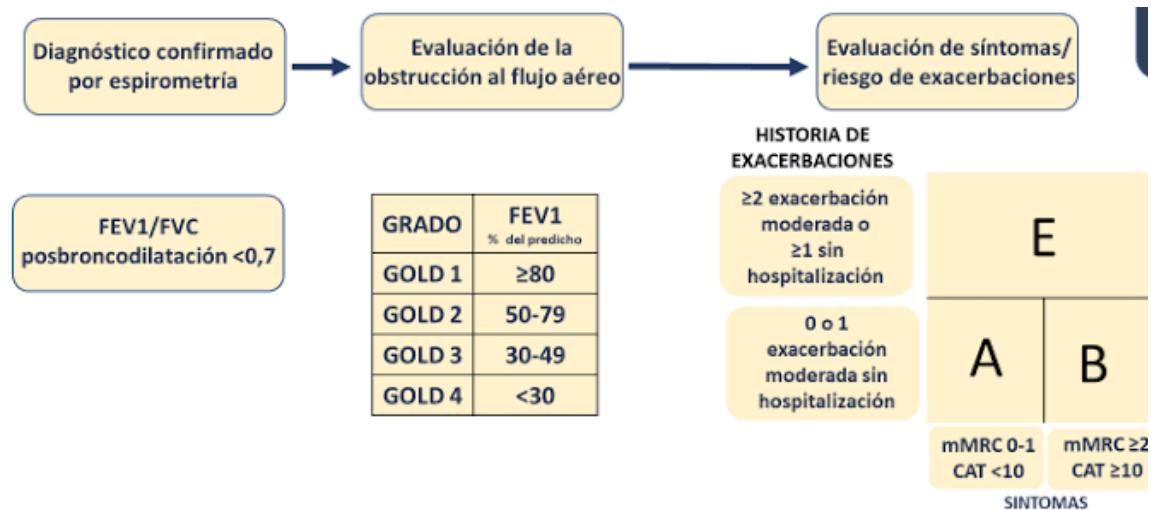 Diagnóstico confirmado
por espirometría
Evaluación de la
obstrucción al flujo aéreo
Evaluación de síntomas/
riesgo de exacerbaciones
FEV1/FVC
posbroncodilatación <0,7
GRADO FEV1
% del predicho
GOLD 1 ≥80
GOLD 2 50-79
GOLD 3 30-49
GOLD 4 <30
HISTORIA DE
EXACERBACIONES
≥2 exacerbación
moderada o
≥1 sin
hospitalización
0 o 1
exacerbación
moderada sin
hospitalización
E
A B
mMRC 0-1
CAT <10
mMRC ≥2
CAT ≥10
SINTOMAS